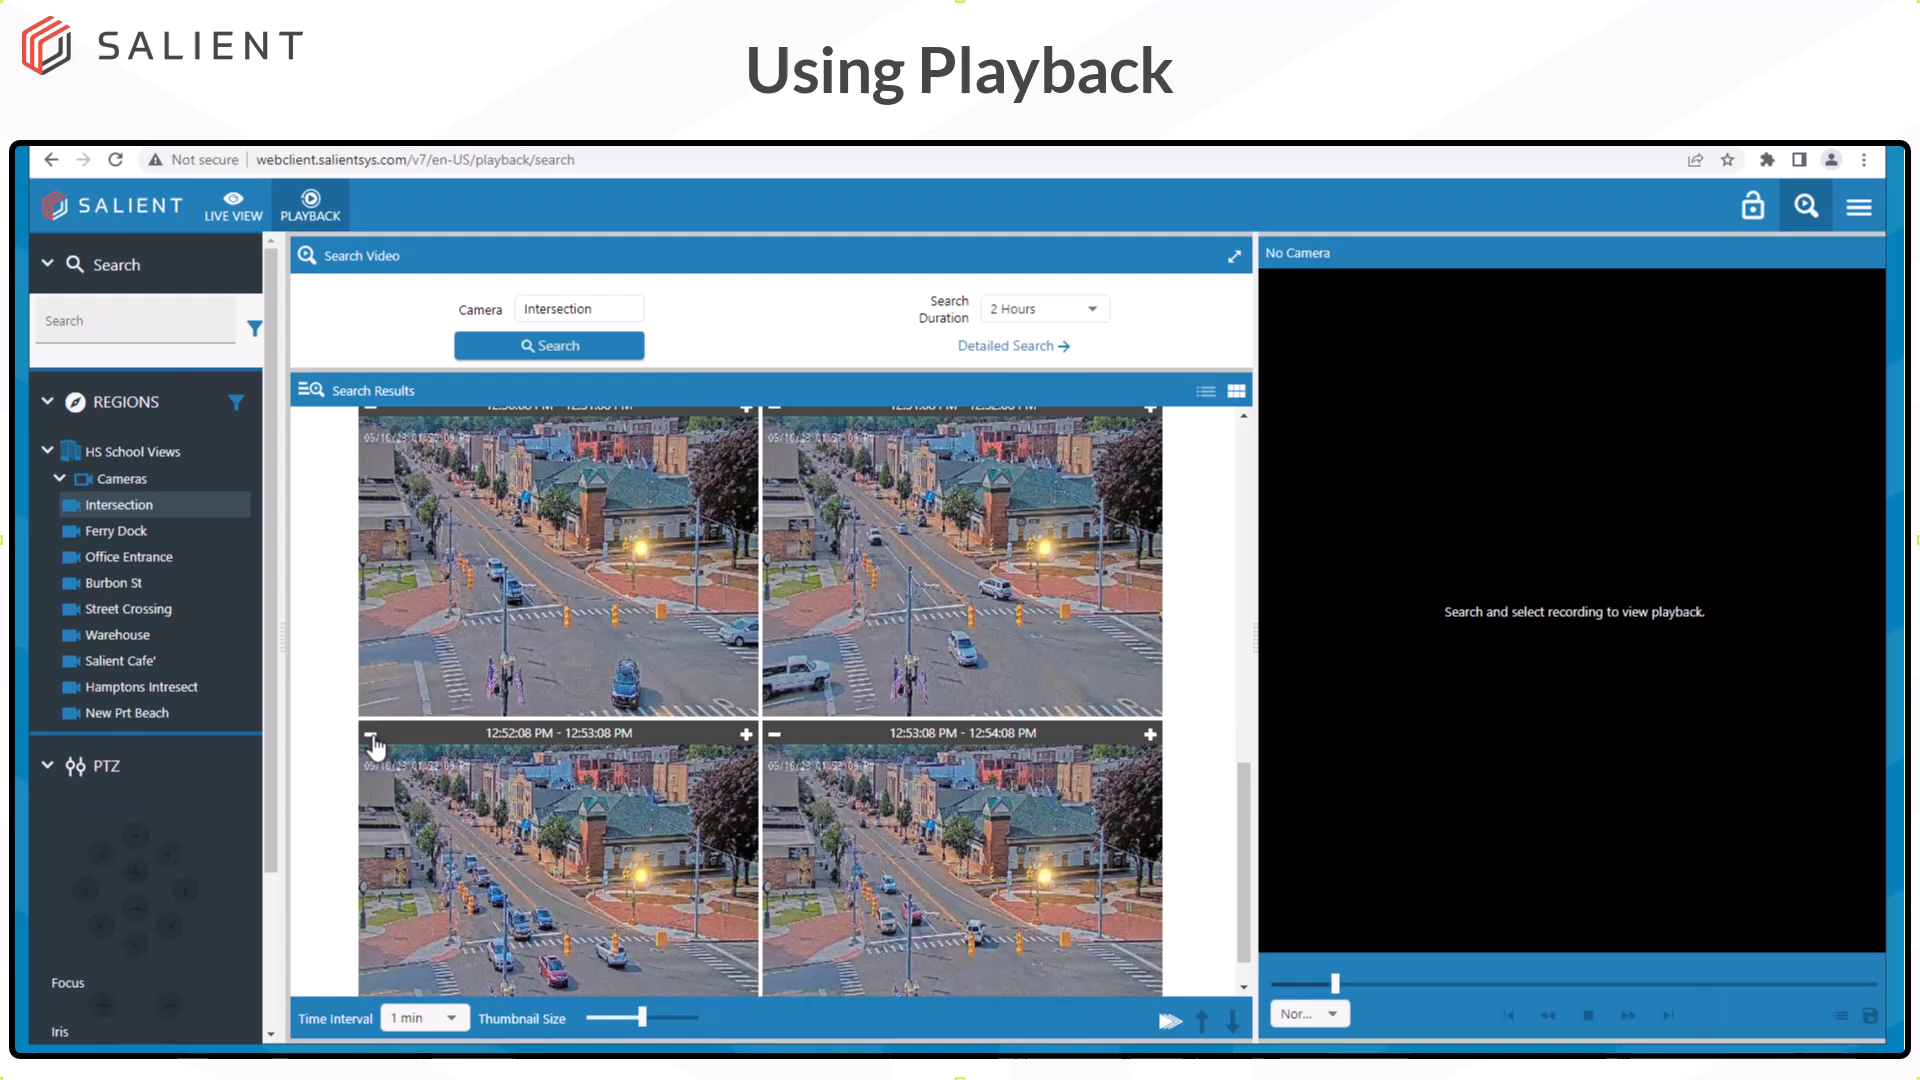 SALIENT
Using Playback
Not secure
webclient.salientsys.com/v7/en-US/playback/search
SALIENT
LIVE VIEW
PLAYBACK
Search
Search
REGIONS
HS School Views
Cameras
Intersection
Ferry Dock
Office Entrance
Burbon St
Street Crossing
Warehouse
Salient Cafe'
Hamptons Intresect
New Prt Beach
PTZ
Focus
Iris
Search Video
Camera
Intersection
Search
Duration
2 Hours
Search
Detailed Search
Search Results
12:52:08 PM - 12:53:08 PM
12:53:08 PM - 12:54:08 PM
Time Interval
1 min
Thumbnail Size
No Camera
Search and select recording to view playback.
Nor...